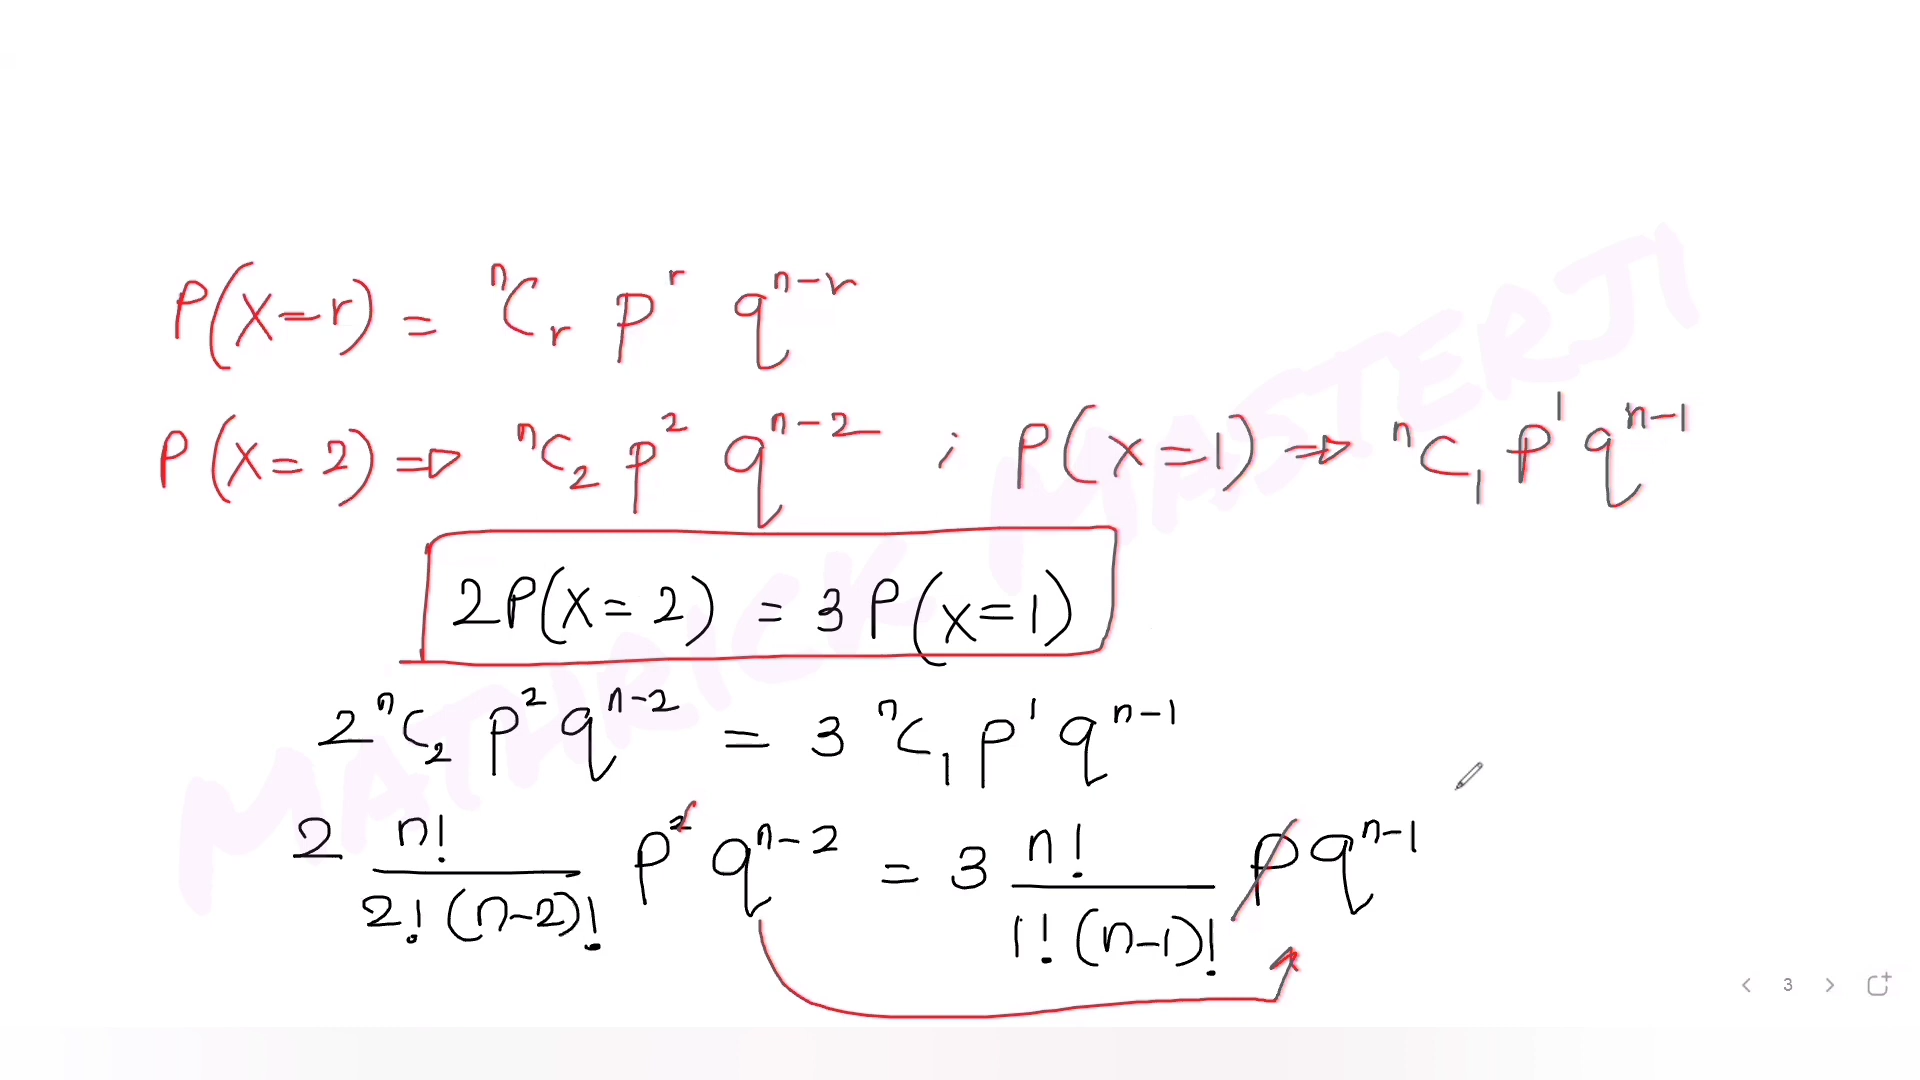 P(X=r) = ⁿCᵣ pʳ qⁿ⁻ʳ
P(X=2) ⇒ ⁿC₂ p² qⁿ⁻² ; P(X=1) ⇒ ⁿC₁ p¹ qⁿ⁻¹
2P(X=2) = 3P(X=1)
2 ⁿC₂ p² qⁿ⁻² = 3 ⁿC₁ p¹ qⁿ⁻¹
2 n!/(2!(n-2)!) p² qⁿ⁻² = 3 n!/(1!(n-1)!) p qⁿ⁻¹
MATHRICK MASTERJI
< 3 >